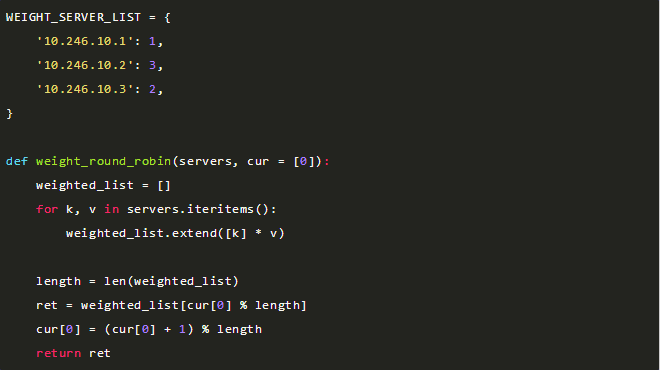 WEIGHT_SERVER_LIST = {
    '10.246.10.1': 1,
    '10.246.10.2': 3,
    '10.246.10.3': 2,
}
def weight_round_robin(servers, cur = [0]):
    weighted_list = []
    for k, v in servers.iteritems():
        weighted_list.extend([k] * v)
    length = len(weighted_list)
    ret = weighted_list[cur[0] % length]
    cur[0] = (cur[0] + 1) % length
    return ret